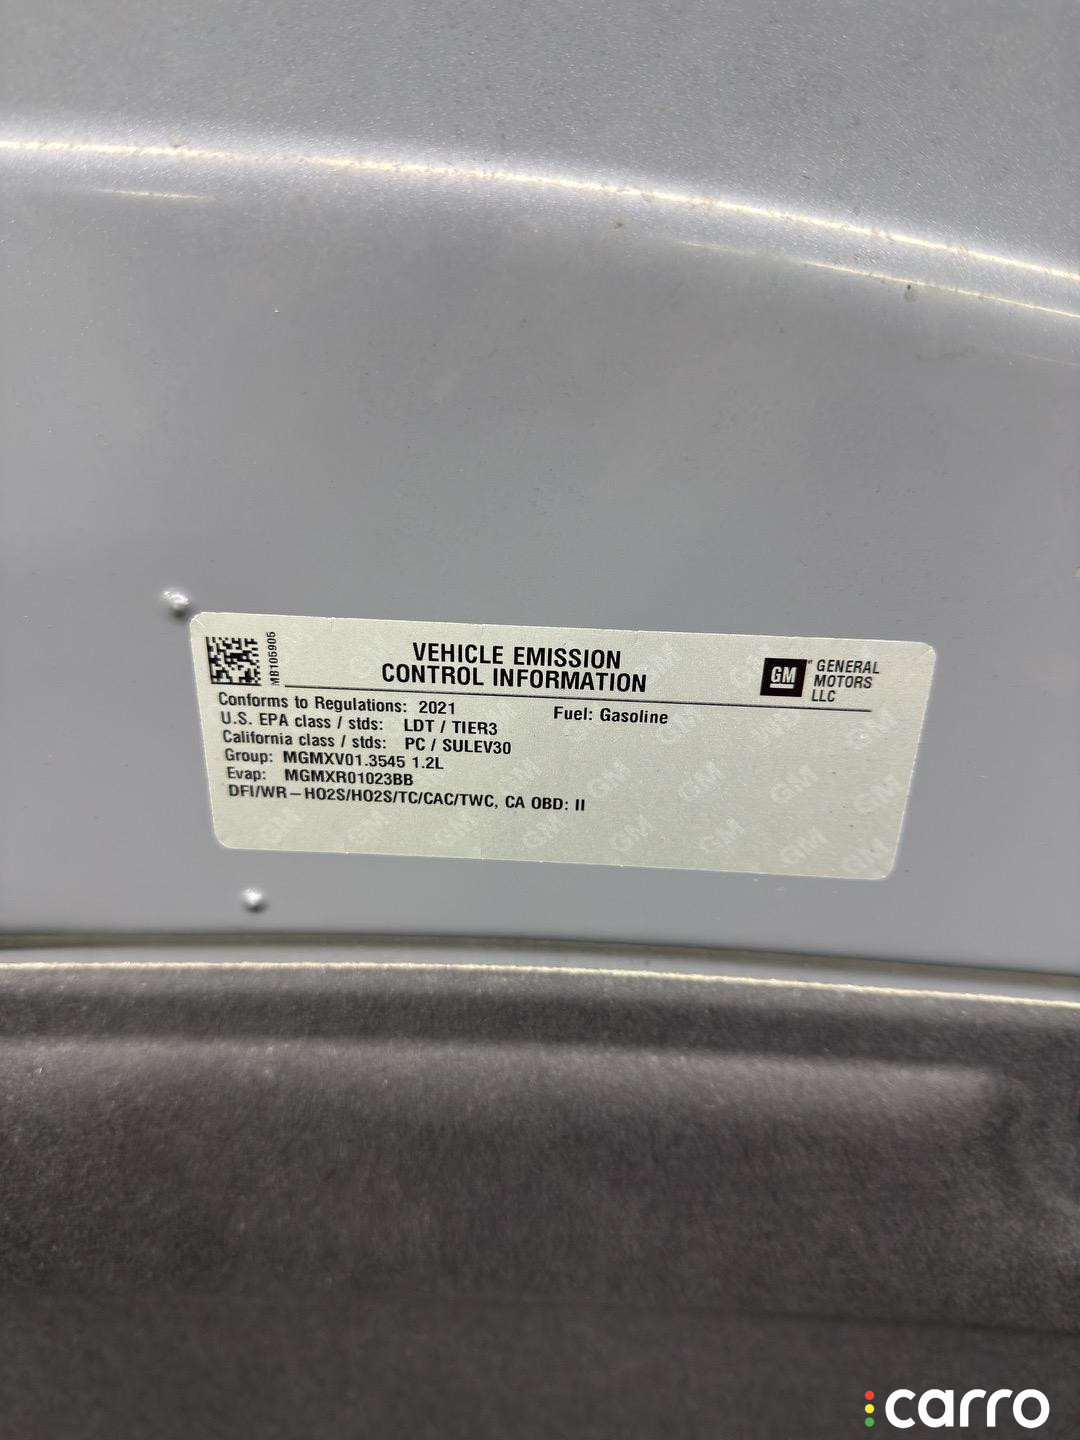 MB105905
VEHICLE EMISSION
CONTROL INFORMATION
GM
GENERAL
MOTORS
LLC
Conforms to Regulations: 2021
Fuel: Gasoline
U.S. EPA class / stds: LDT / TIER3
California class / stds: PC / SULEV30
Group: MGMXV01.3545 1.2L
Evap: MGMXR01023BB
DFI/WR – HO2S/HO2S/TC/CAC/TWC, CA OBD: II
carro